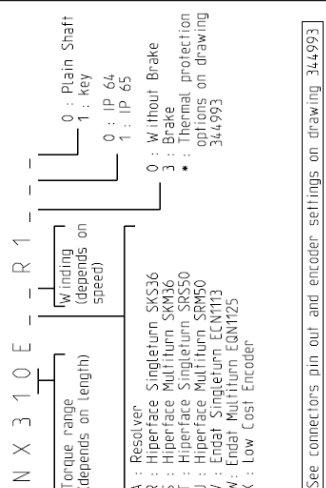 N X 3 1 0 E _ _ R 1 _ _ _
Torque range
(depends on length)
Winding
(depends on
speed)
0 : Plain Shaft
1 : key
0 : IP 64
1 : IP 65
0 : Without Brake
3 : Brake
* : Thermal protection
options on drawing
344993
A : Resolver
R : Hiperface Singleturn SKS36
S : Hiperface Multiturn SKM36
T : Hiperface Singleturn SRS50
U : Hiperface Multiturn SRM50
V : Endat Singleturn ECN1113
W: Endat Multiturn EQN1125
X : Low Cost Encoder
See connectors pin out and encoder settings on drawing 344993